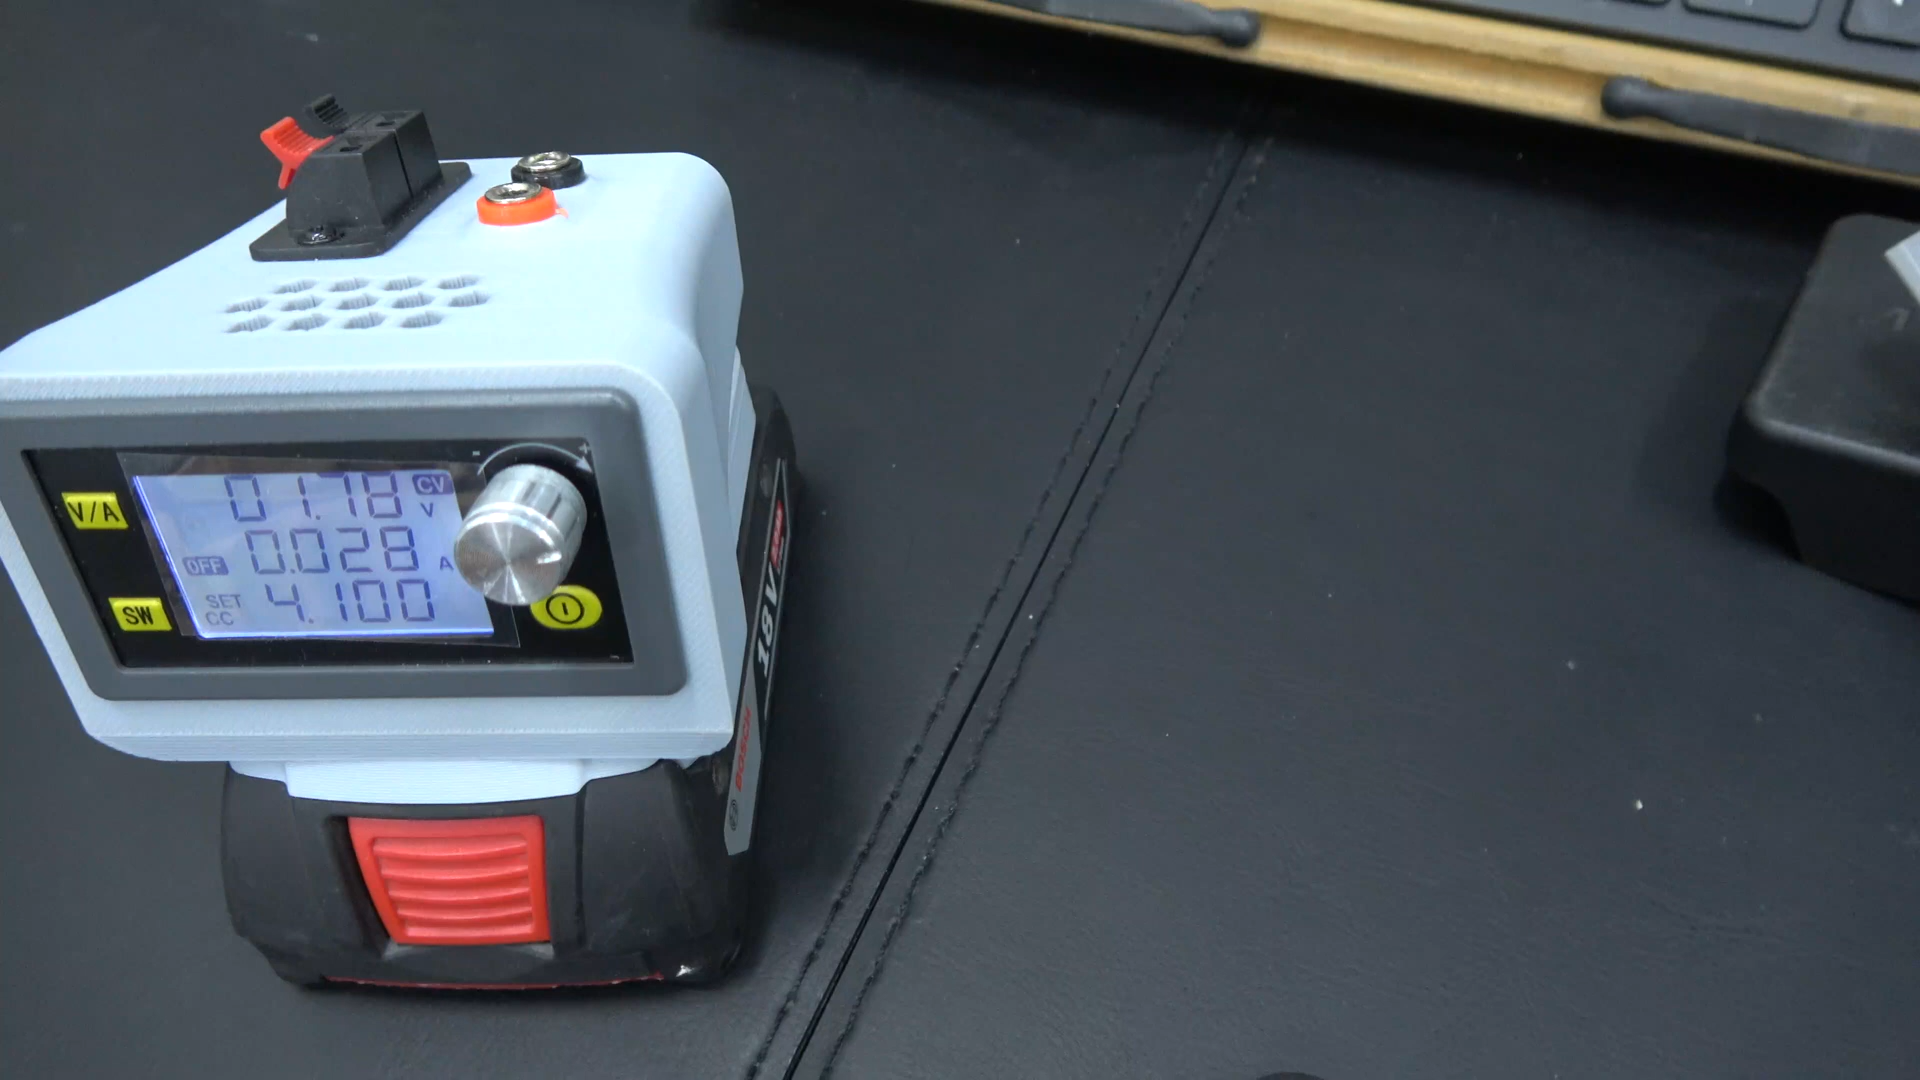 - +
V/A
01.78 CV
V
0.028
OFF A
SET 4.100
CC
SW
18V
BOSCH